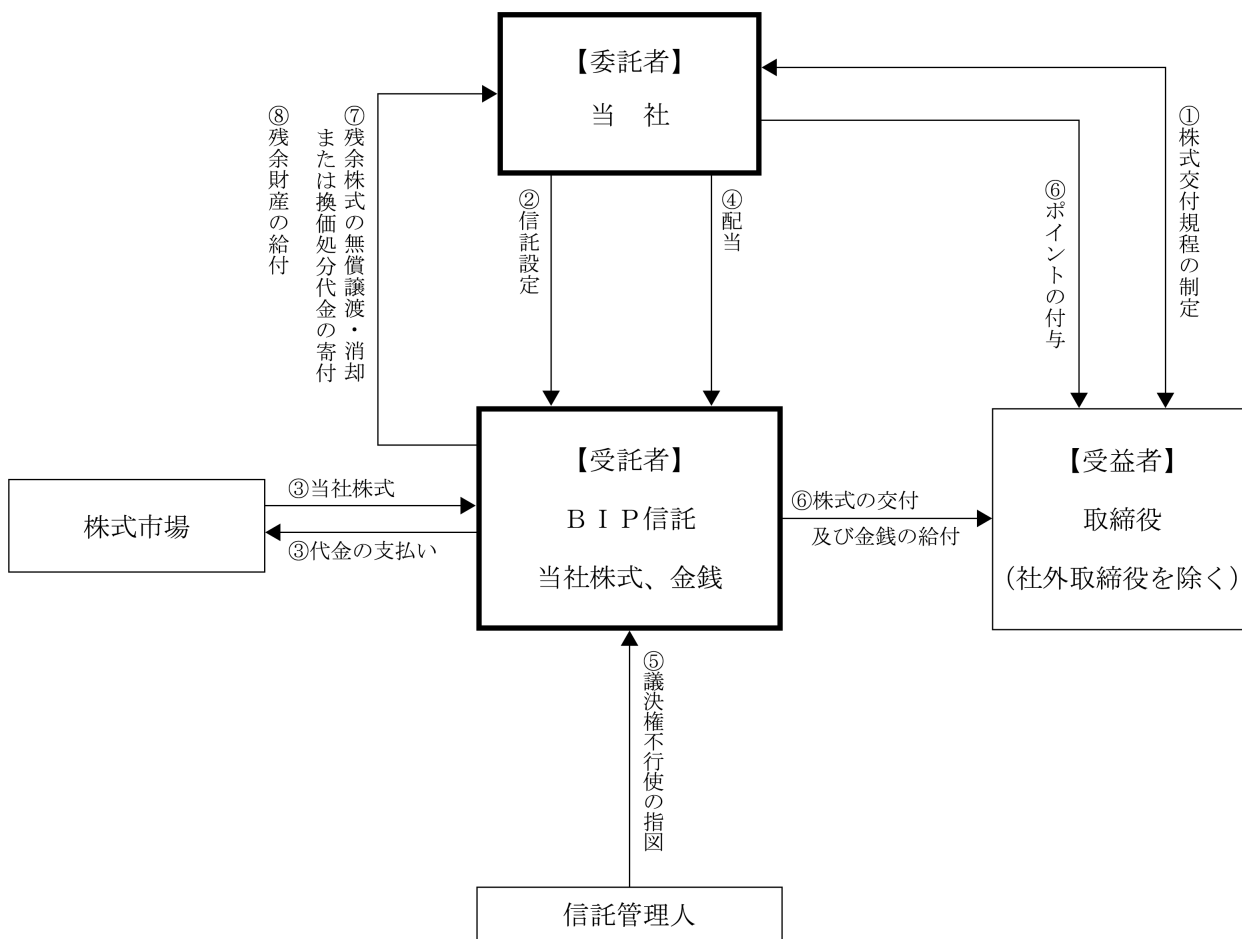 【委託者】
当　社
①株式交付規程の制定
⑥ポイントの付与
④配当
②信託設定
⑦残余株式の無償譲渡・消却
または換価処分代金の寄付
⑧残余財産の給付
株式市場
③当社株式
③代金の支払い
【受託者】
ＢＩＰ信託
当社株式、金銭
⑥株式の交付
及び金銭の給付
【受益者】
取締役
(社外取締役を除く)
⑤議決権不行使の指図
信託管理人